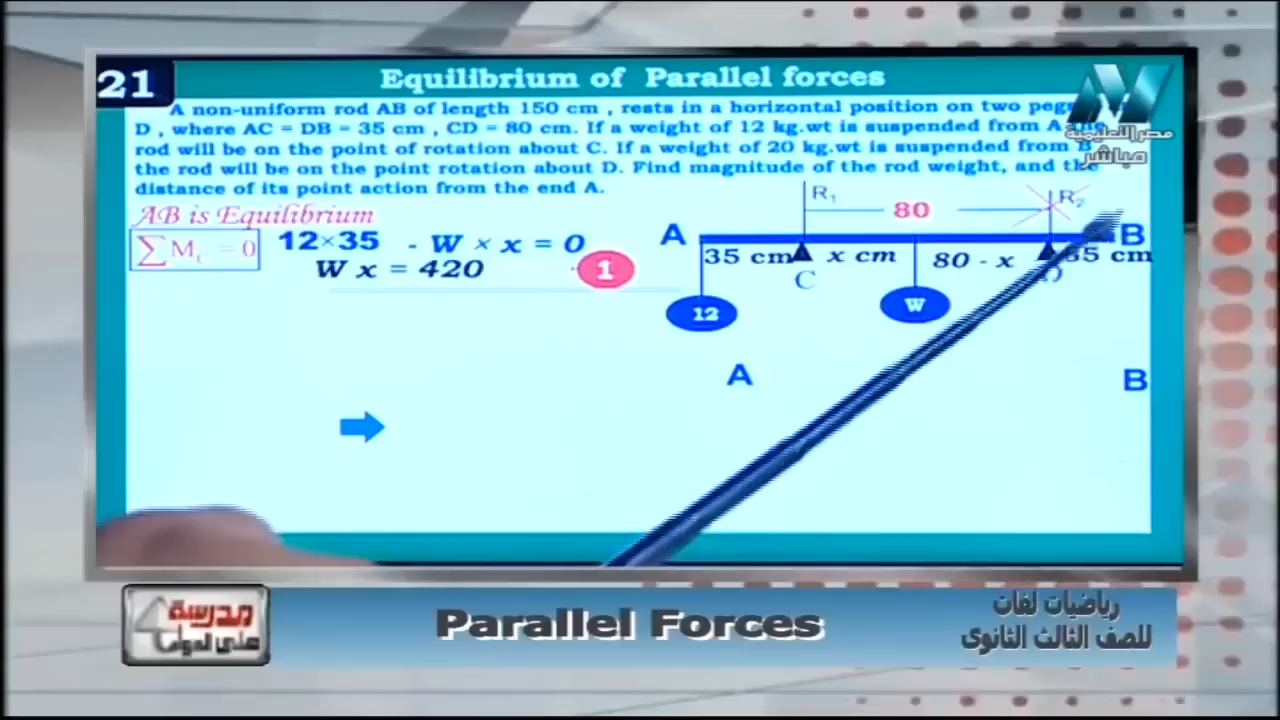 21
Equilibrium of Parallel forces
A non-uniform rod AB of length 150 cm , rests in a horizontal position on two pegs
D , where AC = DB = 35 cm , CD = 80 cm. If a weight of 12 kg.wt is suspended from A
rod will be on the point of rotation about C. If a weight of 20 kg.wt is suspended from B
the rod will be on the point rotation about D. Find magnitude of the rod weight, and the
distance of its point action from the end A.
مصر التعليمية
مباشر
AB is Equilibrium
∑M_C = 0
12×35 - W × x = 0
W x = 420
1
R₁
R₂
80
A
B
35 cm
x cm
80 - x
35 cm
C
D
12
W
A
B
مدرسة
على الهواء
Parallel Forces
رياضيات لغات
للصف الثالث الثانوى